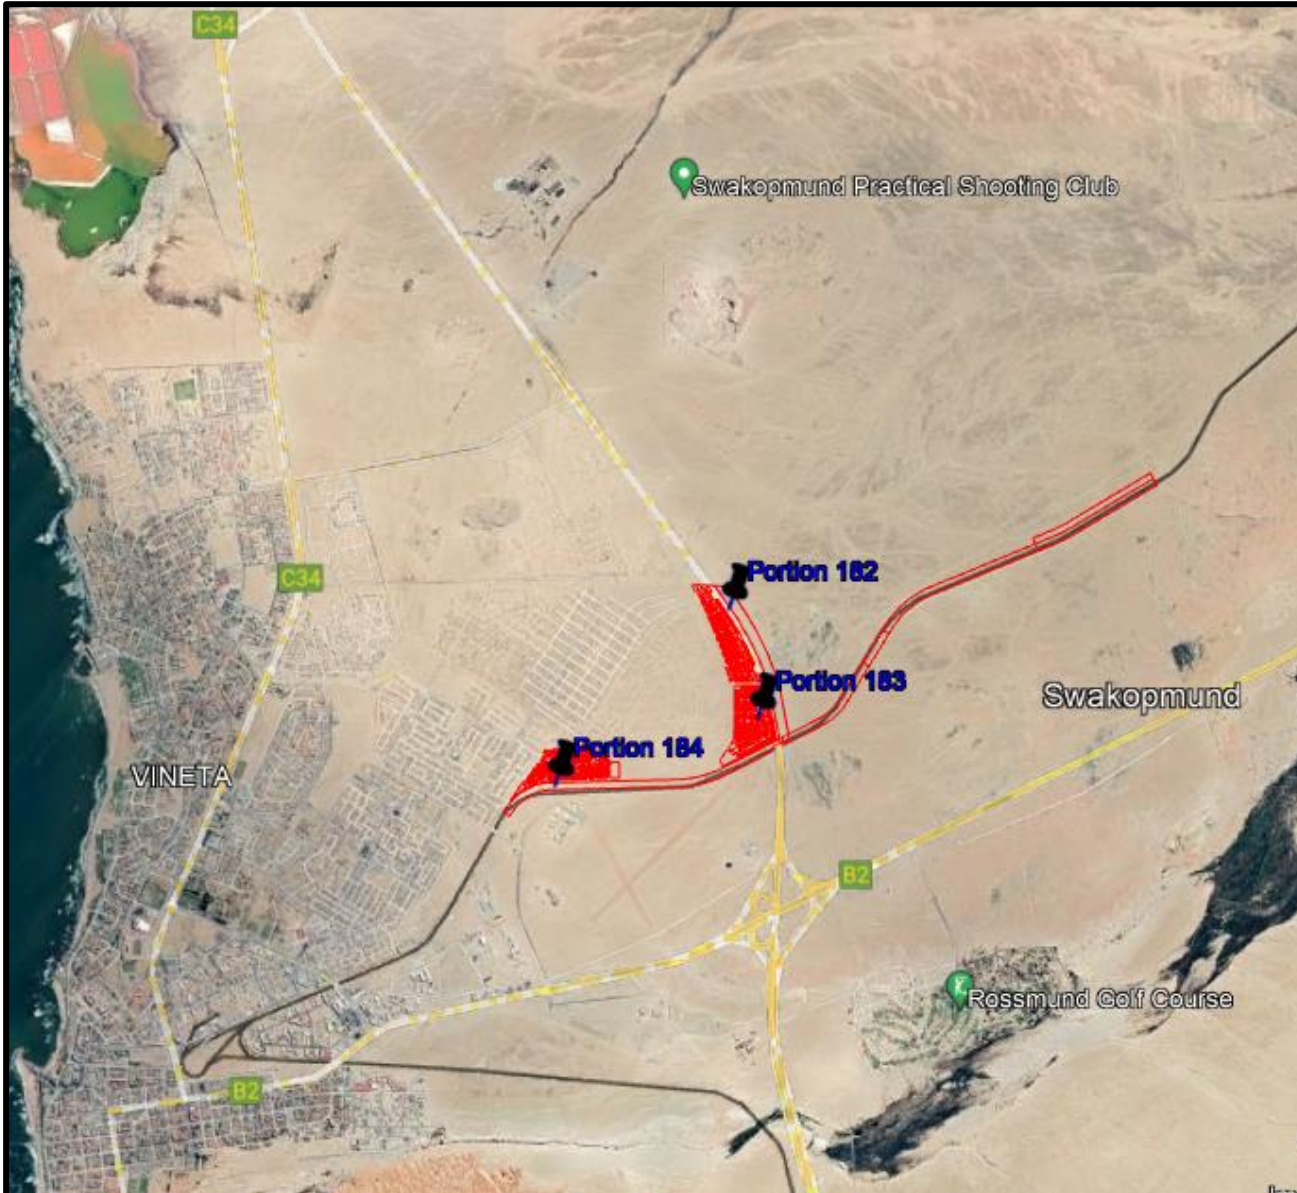 C34
Swakopmund Practical Shooting Club
C34
Portion 182
Portion 183
Swakopmund
Portion 184
VINETA
B2
Rossmund Golf Course
B2